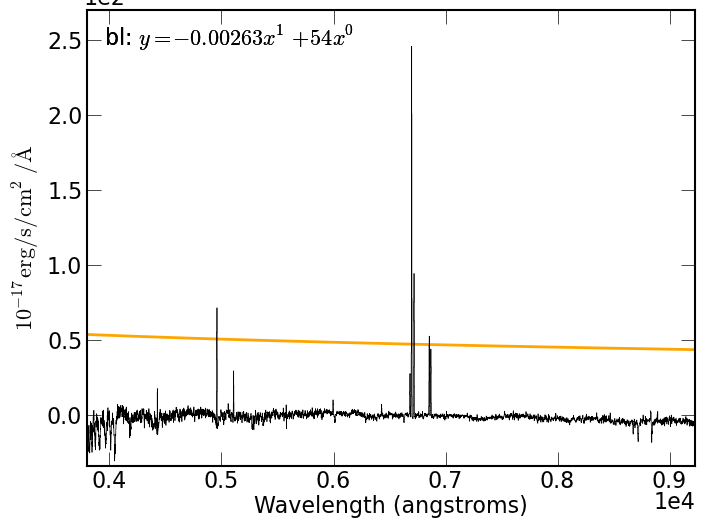 1e2
bl: y=−0.00263x¹ +54x⁰
2.5
2.0
1.5
1.0
0.5
0.0
10⁻¹⁷erg/s/cm² /Å
0.4 0.5 0.6 0.7 0.8 0.9
1e4
Wavelength (angstroms)